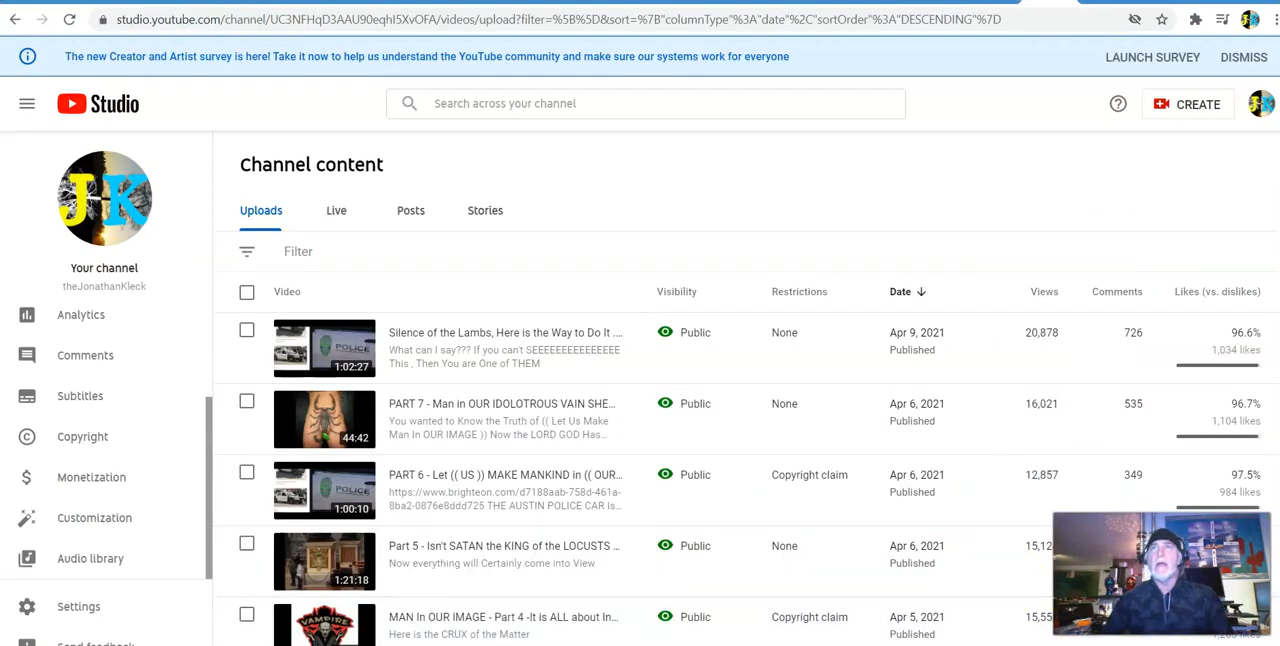 studio.youtube.com/channel/UC3NFHqD3AAU90eqhI5XvOFA/videos/upload?filter=%5B%5D&sort=%7B"columnType"%3A"date"%2C"sortOrder"%3A"DESCENDING"%7D
The new Creator and Artist survey is here! Take it now to help us understand the YouTube community and make sure our systems work for everyone
LAUNCH SURVEY DISMISS
Studio
Search across your channel
CREATE
JK
Your channel
theJonathanKleck
Analytics
Comments
Subtitles
Copyright
Monetization
Customization
Audio library
Settings
Channel content
Uploads Live Posts Stories
Filter
Video Visibility Restrictions Date Views Comments Likes (vs. dislikes)
Silence of the Lambs, Here is the Way to Do It .... Public None Apr 9, 2021 20,878 726 96.6%
What can I say??? If you can't SEEEEEEEEEEEEEE Published 1,034 likes
This , Then You are One of THEM
POLICE
1:02:27
PART 7 - Man in OUR IDOLOTROUS VAIN SHE... Public None Apr 6, 2021 16,021 535 96.7%
You wanted to Know the Truth of (( Let Us Make Published 1,104 likes
Man In OUR IMAGE )) Now the LORD GOD Has...
44:42
PART 6 - Let (( US )) MAKE MANKIND in (( OUR... Public Copyright claim Apr 6, 2021 12,857 349 97.5%
https://www.brighteon.com/d7188aab-758d-461a- Published 984 likes
8ba2-0876e8ddd725 THE AUSTIN POLICE CAR Is...
POLICE
1:00:10
Part 5 - Isn't SATAN the KING of the LOCUSTS ... Public None Apr 6, 2021
Now everything will Certainly come into View Published
1:21:18
MAN In OUR IMAGE - Part 4 -It is ALL about In... Public Copyright claim Apr 5, 2021
Here is the CRUX of the Matter Published
VAMPIRE